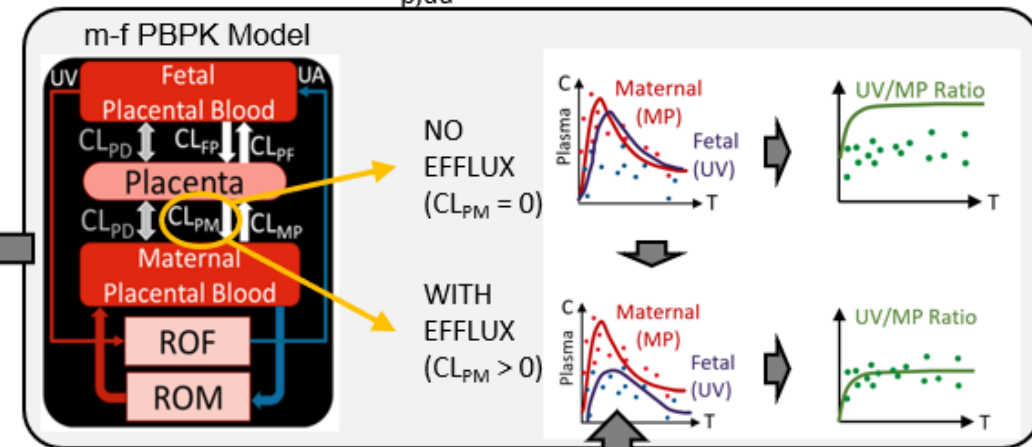 p,uu
m-f PBPK Model
UV
Fetal
UA
Placental Blood
CLPD
CLFP
CLPF
Placenta
CLPD
CLPM
CLMP
Maternal
Placental Blood
ROF
ROM
NO
EFFLUX
(CLPM = 0)
C
Plasma
Maternal
(MP)
Fetal
(UV)
T
UV/MP Ratio
T
WITH
EFFLUX
(CLPM > 0)
C
Plasma
Maternal
(MP)
Fetal
(UV)
T
UV/MP Ratio
T